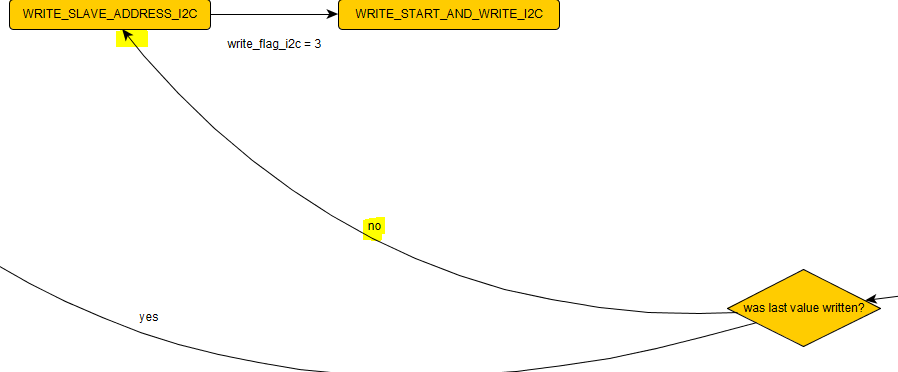 WRITE_SLAVE_ADDRESS_I2C
WRITE_START_AND_WRITE_I2C
write_flag_i2c = 3
no
was last value written?
yes